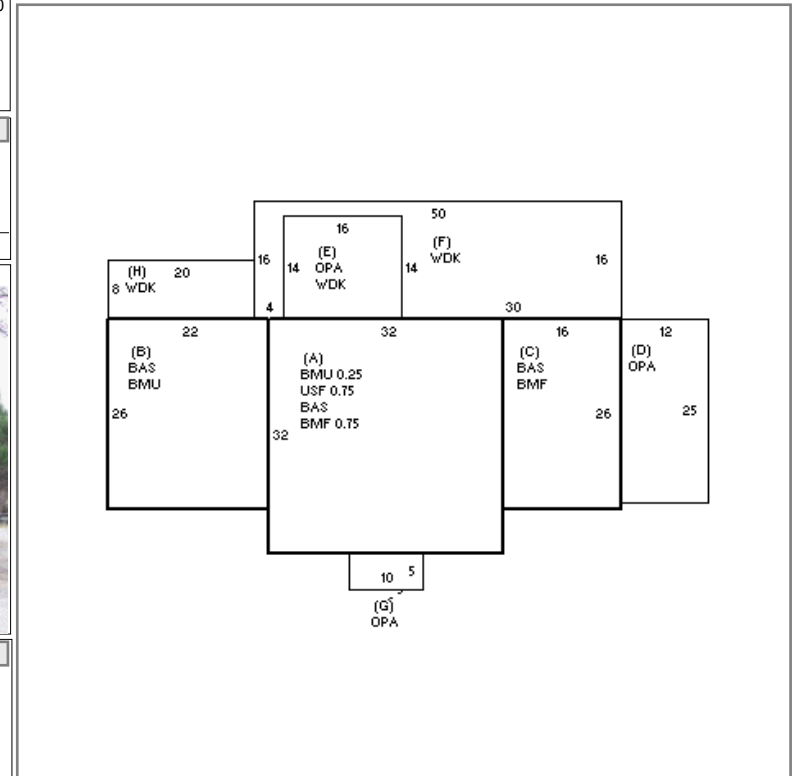 50
16
(E)
OPA
WDK
14
14
(F)
WDK
16
16
(H)
WDK
20
8
4
30
22
(B)
BAS
BMU
26
32
(A)
BMU 0.25
USF 0.75
BAS
BMF 0.75
32
16
(C)
BAS
BMF
26
12
(D)
OPA
25
10
5
(G)
OPA